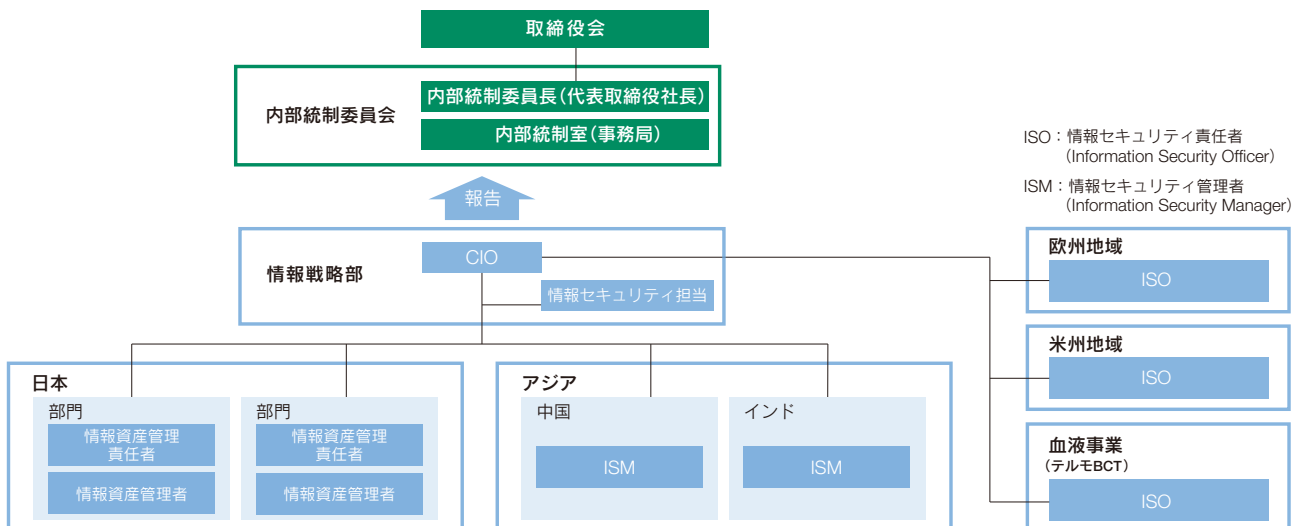 取締役会
内部統制委員会
内部統制委員長（代表取締役社長）
内部統制室（事務局）
報告
ISO：情報セキュリティ責任者
（Information Security Officer）
ISM：情報セキュリティ管理者
（Information Security Manager）
情報戦略部
CIO
情報セキュリティ担当
欧州地域
ISO
米州地域
ISO
血液事業
（テルモBCT）
ISO
日本
部門
情報資産管理
責任者
情報資産管理者
部門
情報資産管理
責任者
情報資産管理者
アジア
中国
ISM
インド
ISM